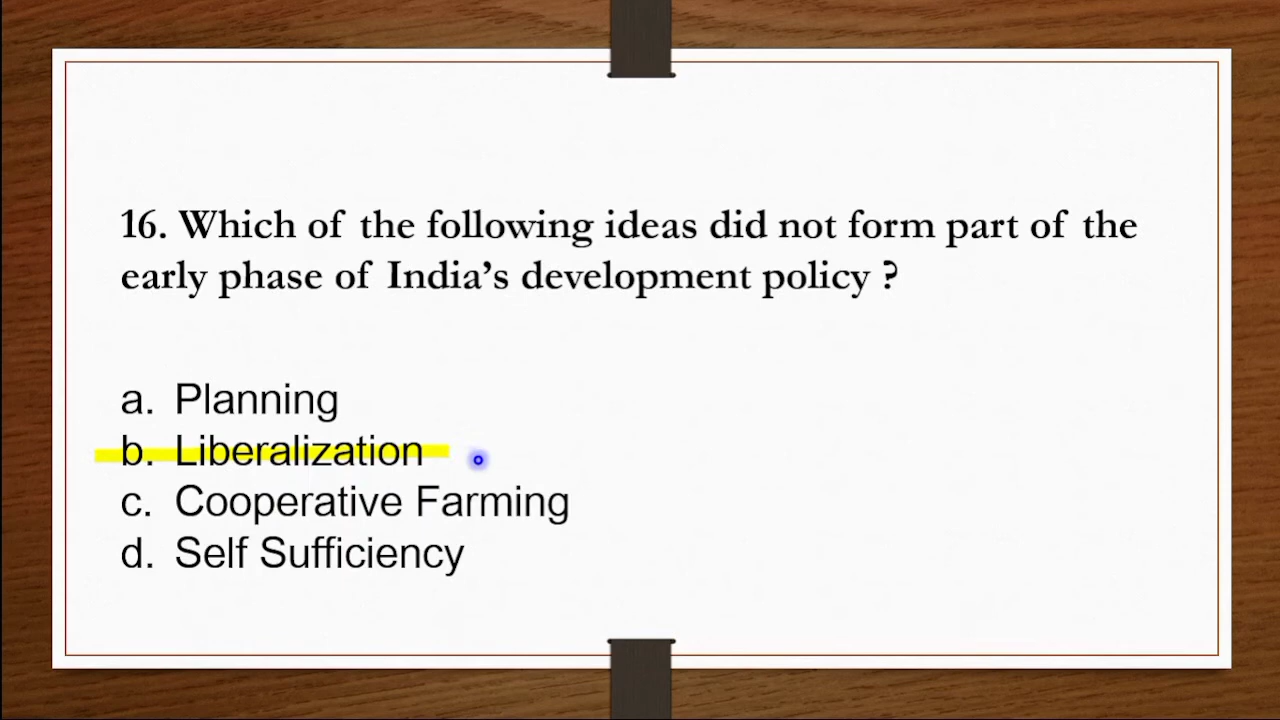 16. Which of the following ideas did not form part of the
early phase of India’s development policy ?
a. Planning
b. Liberalization
c. Cooperative Farming
d. Self Sufficiency